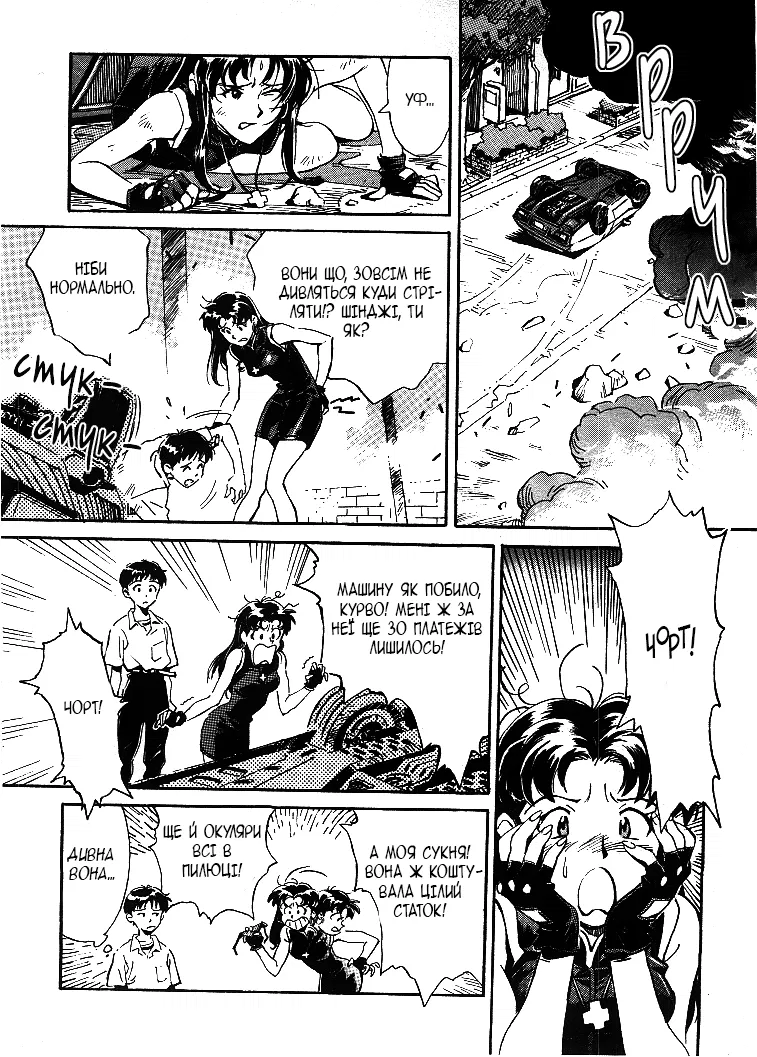 ВРРУМ
УФ...
ВОНИ ЩО, ЗОВСІМ НЕ
ДИВЛЯТЬСЯ КУДИ СТРІ-
ЛЯТИ!? ШІНДЖІ, ТИ
ЯК?
НІБИ
НОРМАЛЬНО.
СТУК-
СТУК-
ЧОРТ!
МАШИНУ ЯК ПОБИЛО,
КУРВО! МЕНІ Ж ЗА
НЕЇ ЩЕ 30 ПЛАТЕЖІВ
ЛИШИЛОСЬ!
ЧОРТ!
А МОЯ СУКНЯ!
ВОНА Ж КОШТУ-
ВАЛА ЦІЛИЙ
СТАТОК!
ЩЕ Й ОКУЛЯРИ
ВСІ В
ПИЛЮЦІ!
ДИВНА
ВОНА...